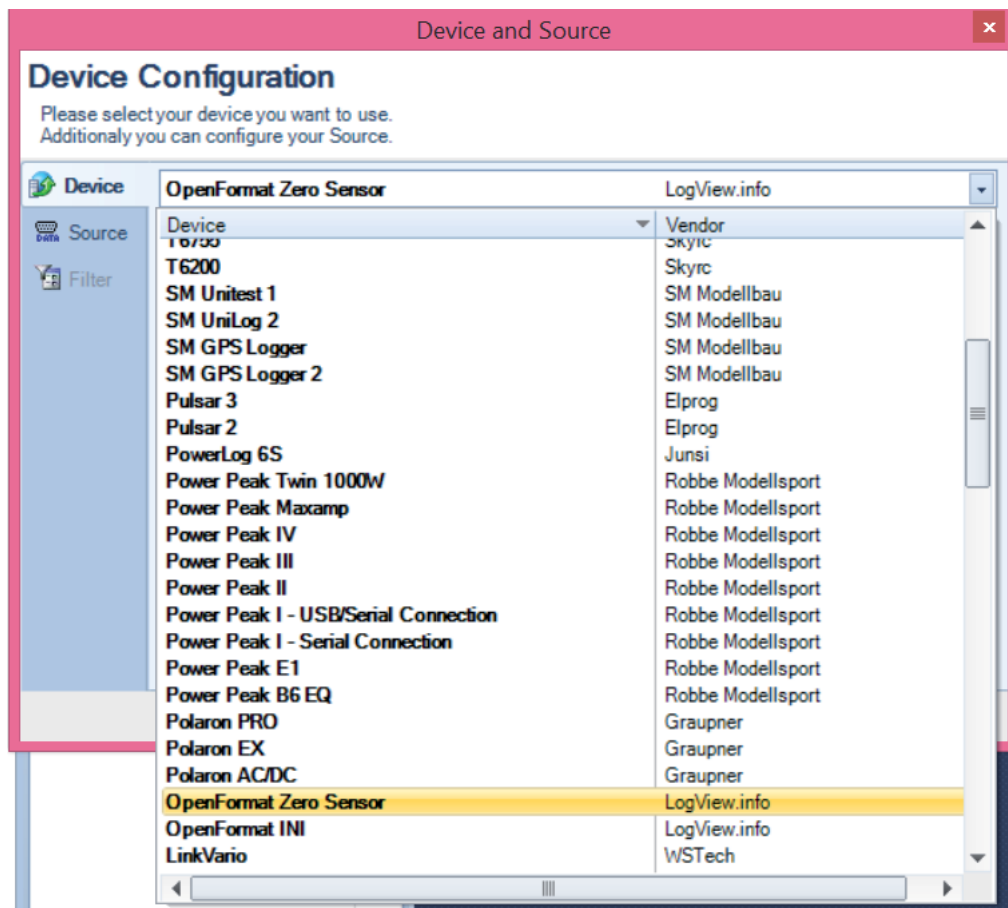 Device and Source
Device Configuration
Please select your device you want to use.
Additionaly you can configure your Source.
Device
OpenFormat Zero Sensor LogView.info
Source
Filter
Device Vendor
T6755 Skyrc
T6200 Skyrc
SM Unitest 1 SM Modellbau
SM UniLog 2 SM Modellbau
SM GPS Logger SM Modellbau
SM GPS Logger 2 SM Modellbau
Pulsar 3 Elprog
Pulsar 2 Elprog
PowerLog 6S Junsi
Power Peak Twin 1000W Robbe Modellsport
Power Peak Maxamp Robbe Modellsport
Power Peak IV Robbe Modellsport
Power Peak III Robbe Modellsport
Power Peak II Robbe Modellsport
Power Peak I - USB/Serial Connection Robbe Modellsport
Power Peak I - Serial Connection Robbe Modellsport
Power Peak E1 Robbe Modellsport
Power Peak B6 EQ Robbe Modellsport
Polaron PRO Graupner
Polaron EX Graupner
Polaron AC/DC Graupner
OpenFormat Zero Sensor LogView.info
OpenFormat INI LogView.info
LinkVario WSTech